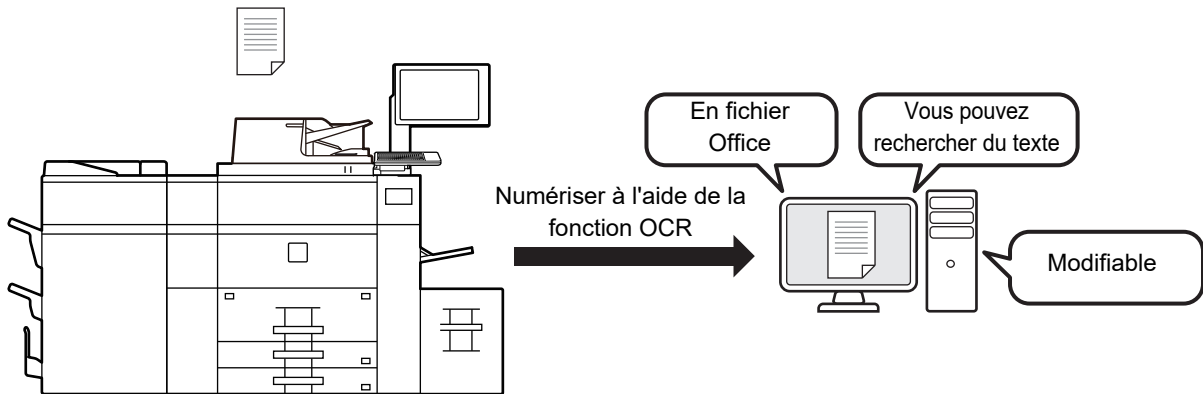 En fichier
Office
Vous pouvez
rechercher du texte
Numériser à l'aide de la
fonction OCR
Modifiable